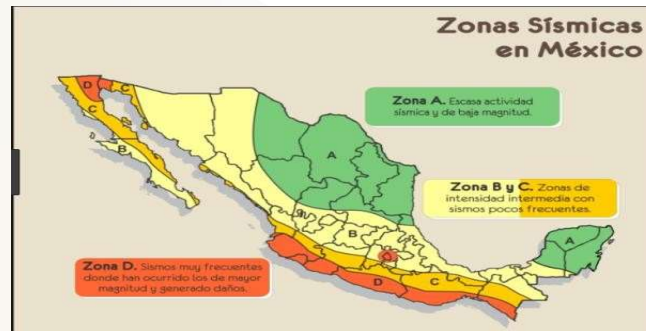 Zonas Sísmicas
en México
Zona A. Escasa actividad
sísmica y de baja magnitud.
Zona B y C. Zonas de
intensidad intermedia con
sismos pocos frecuentes.
Zona D. Sismos muy frecuentes
donde han ocurrido los de mayor
magnitud y generado daños.
D
C
C
B
A
B
A
D
C